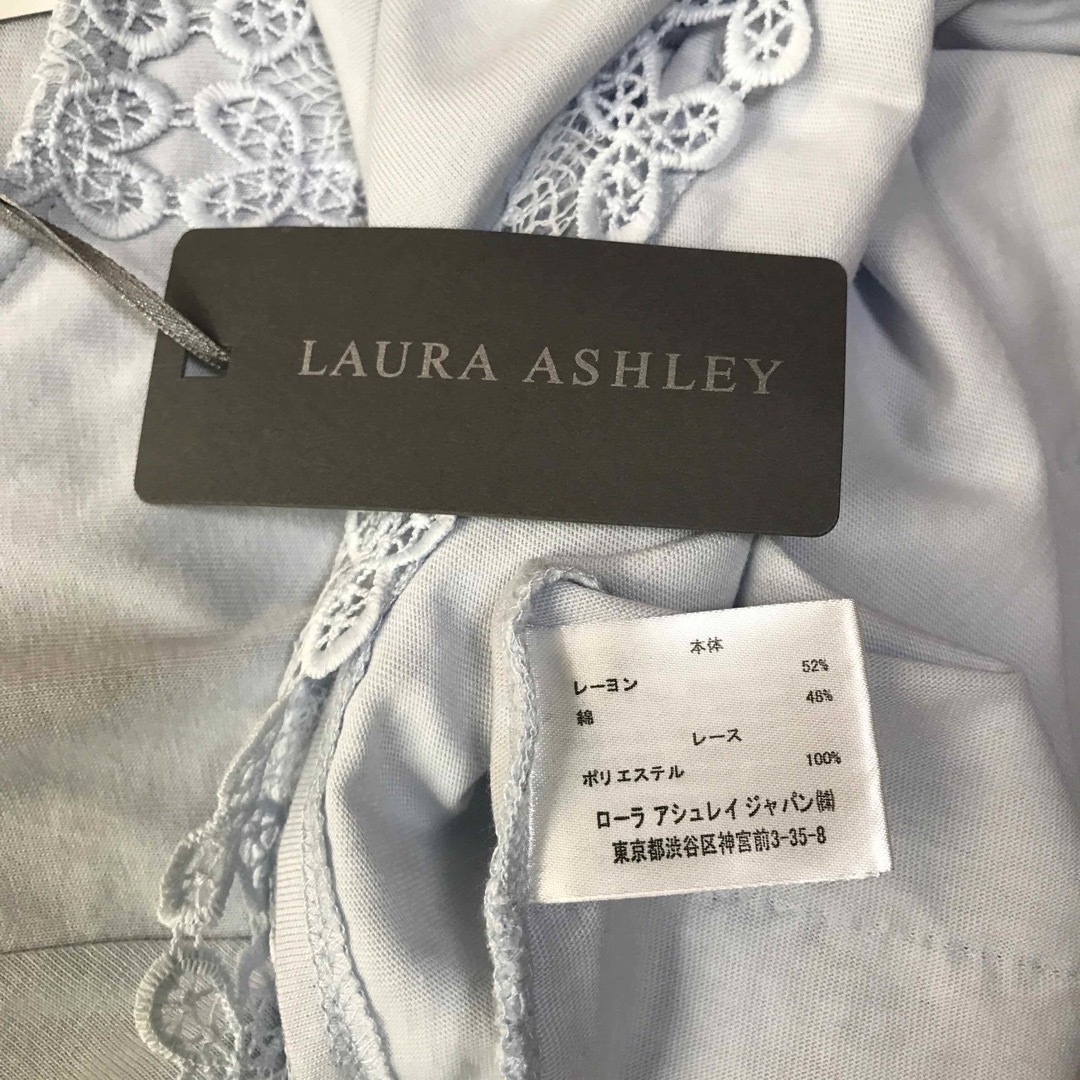 LAURA ASHLEY
本体
レーヨン 52%
綿 48%
レース
ポリエステル 100%
ローラ アシュレイ ジャパン㈱
東京都渋谷区神宮前3-35-8